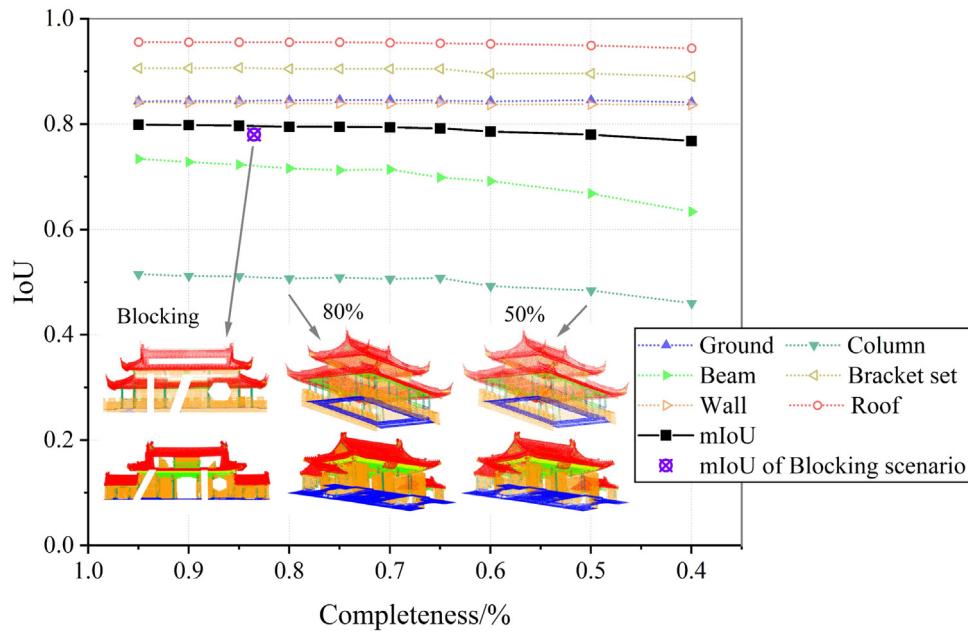 1.0
0.8
0.6
0.4
0.2
0.0
IoU
Blocking
80%
50%
Ground
Column
Beam
Bracket set
Wall
Roof
mIoU
mIoU of Blocking scenario
1.0 0.9 0.8 0.7 0.6 0.5 0.4
Completeness/%